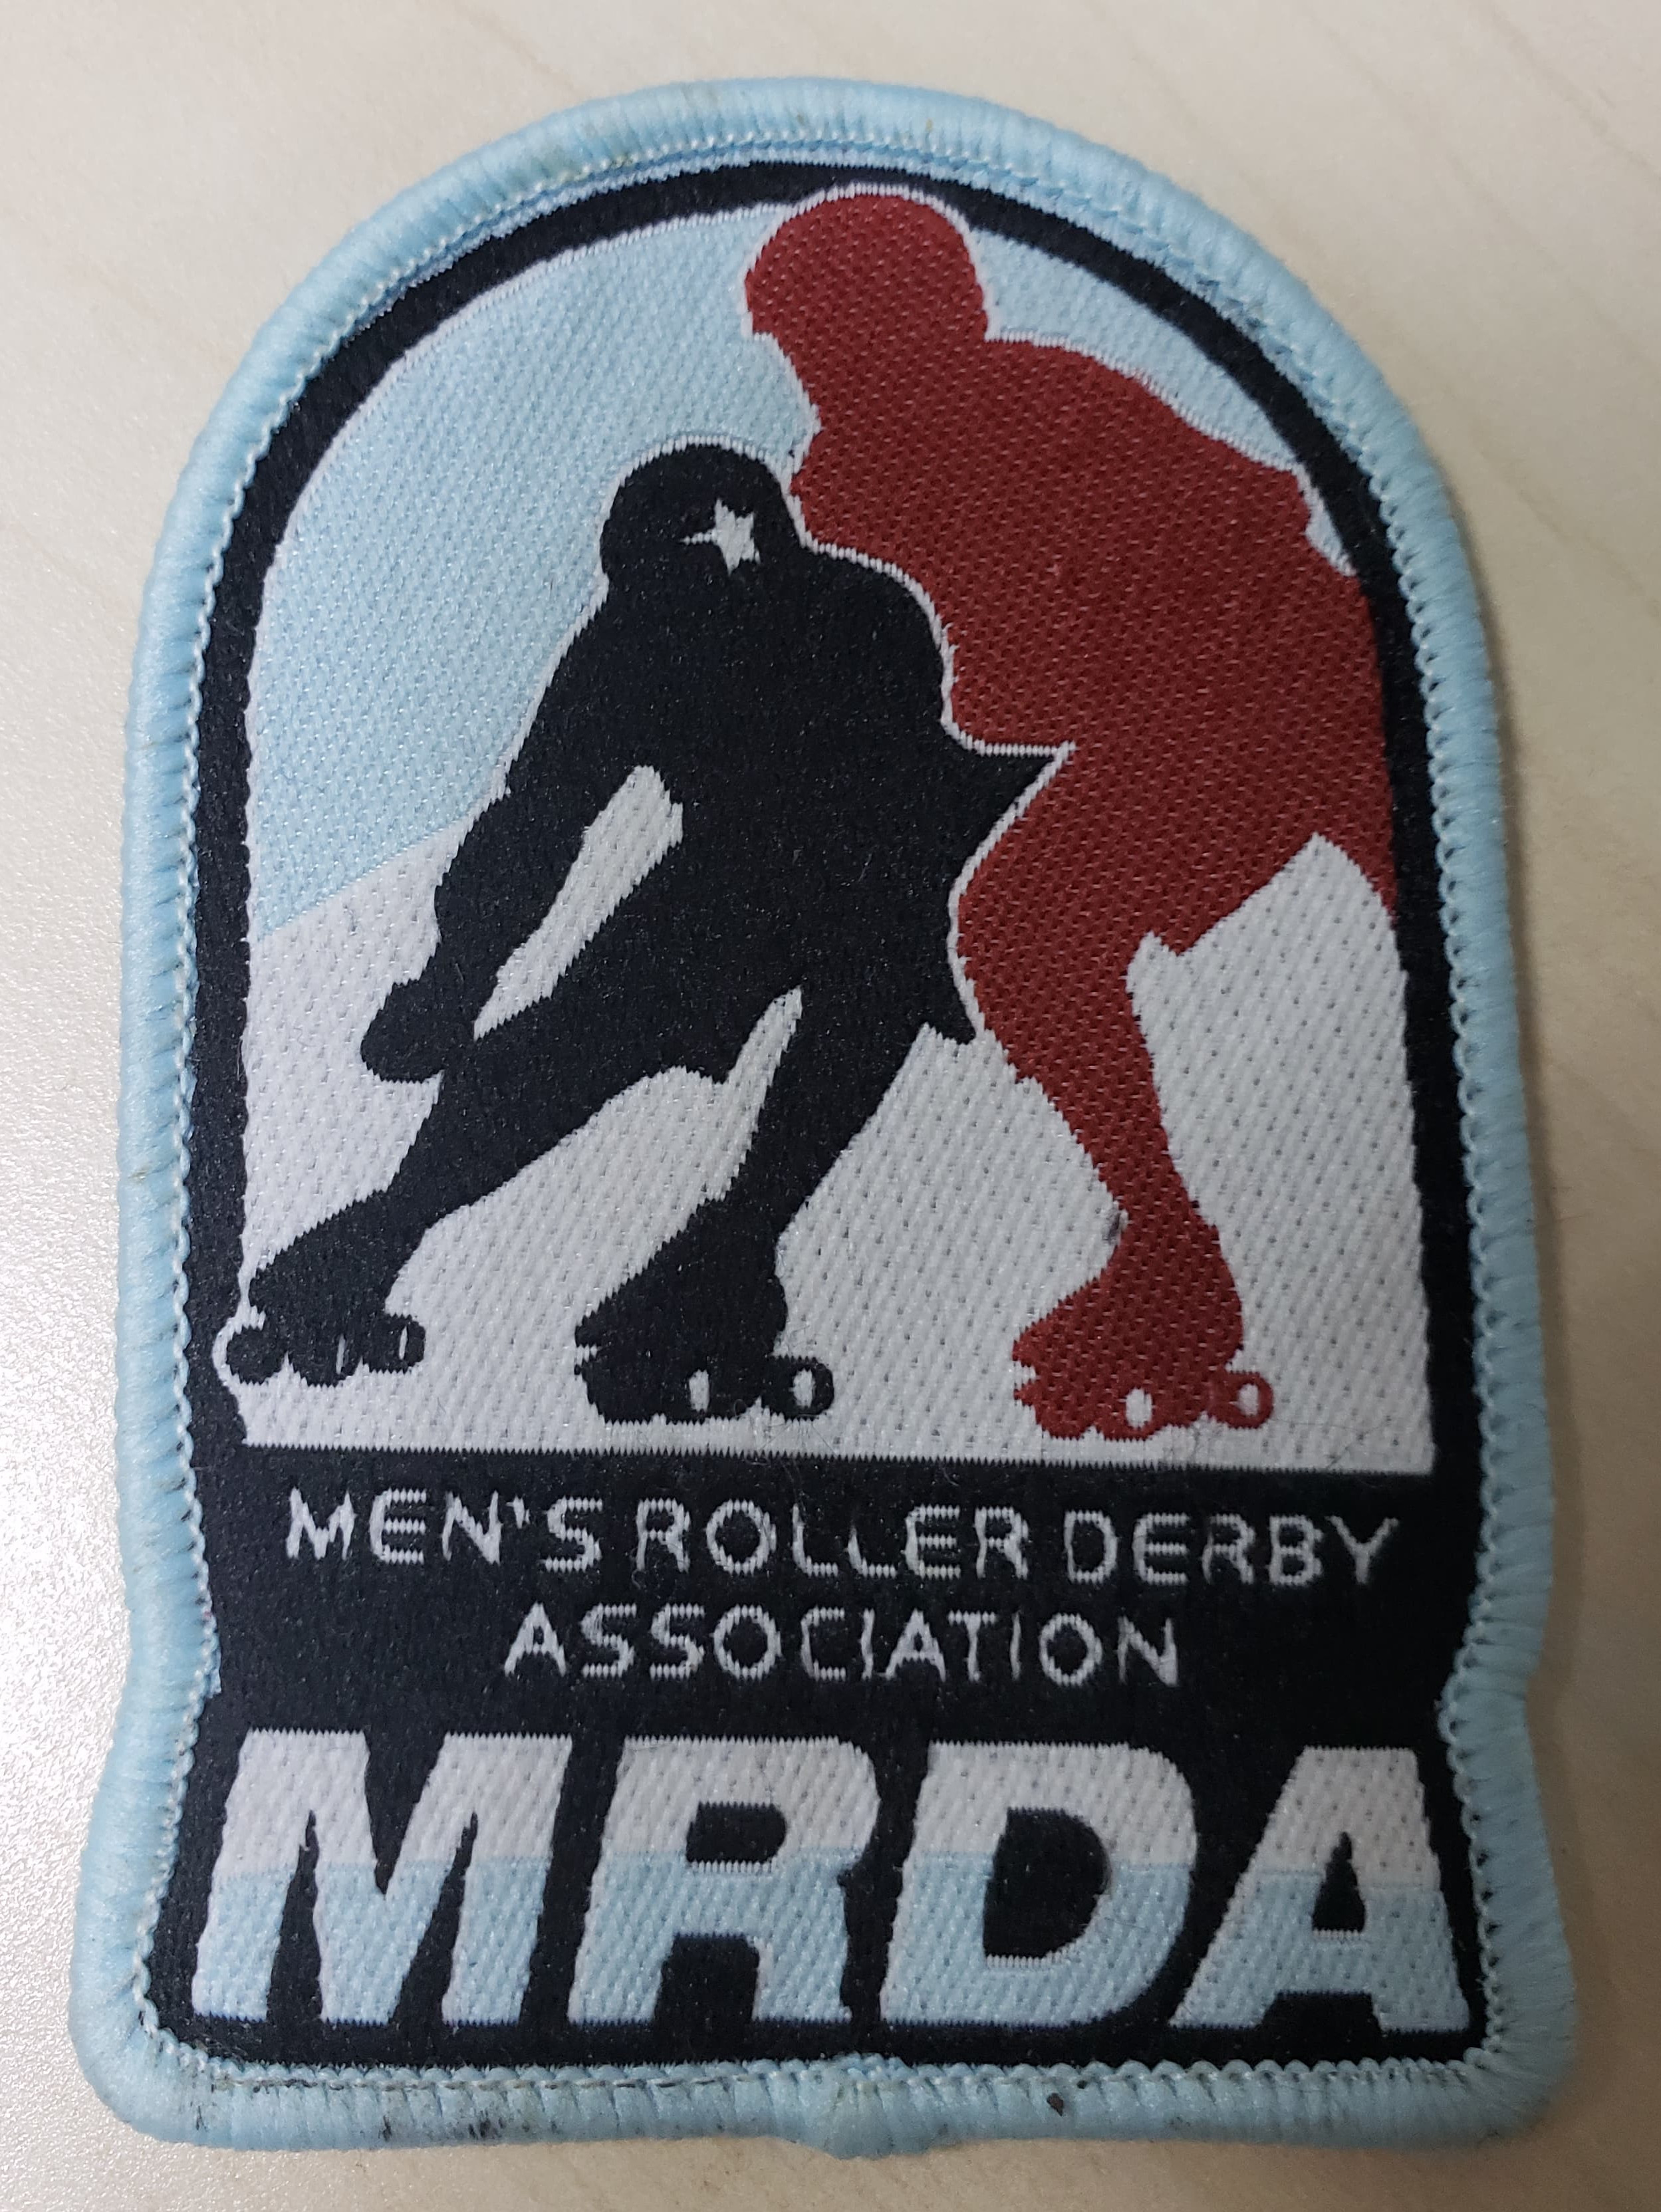 MEN'S ROLLER DERBY
ASSOCIATION
MRDA